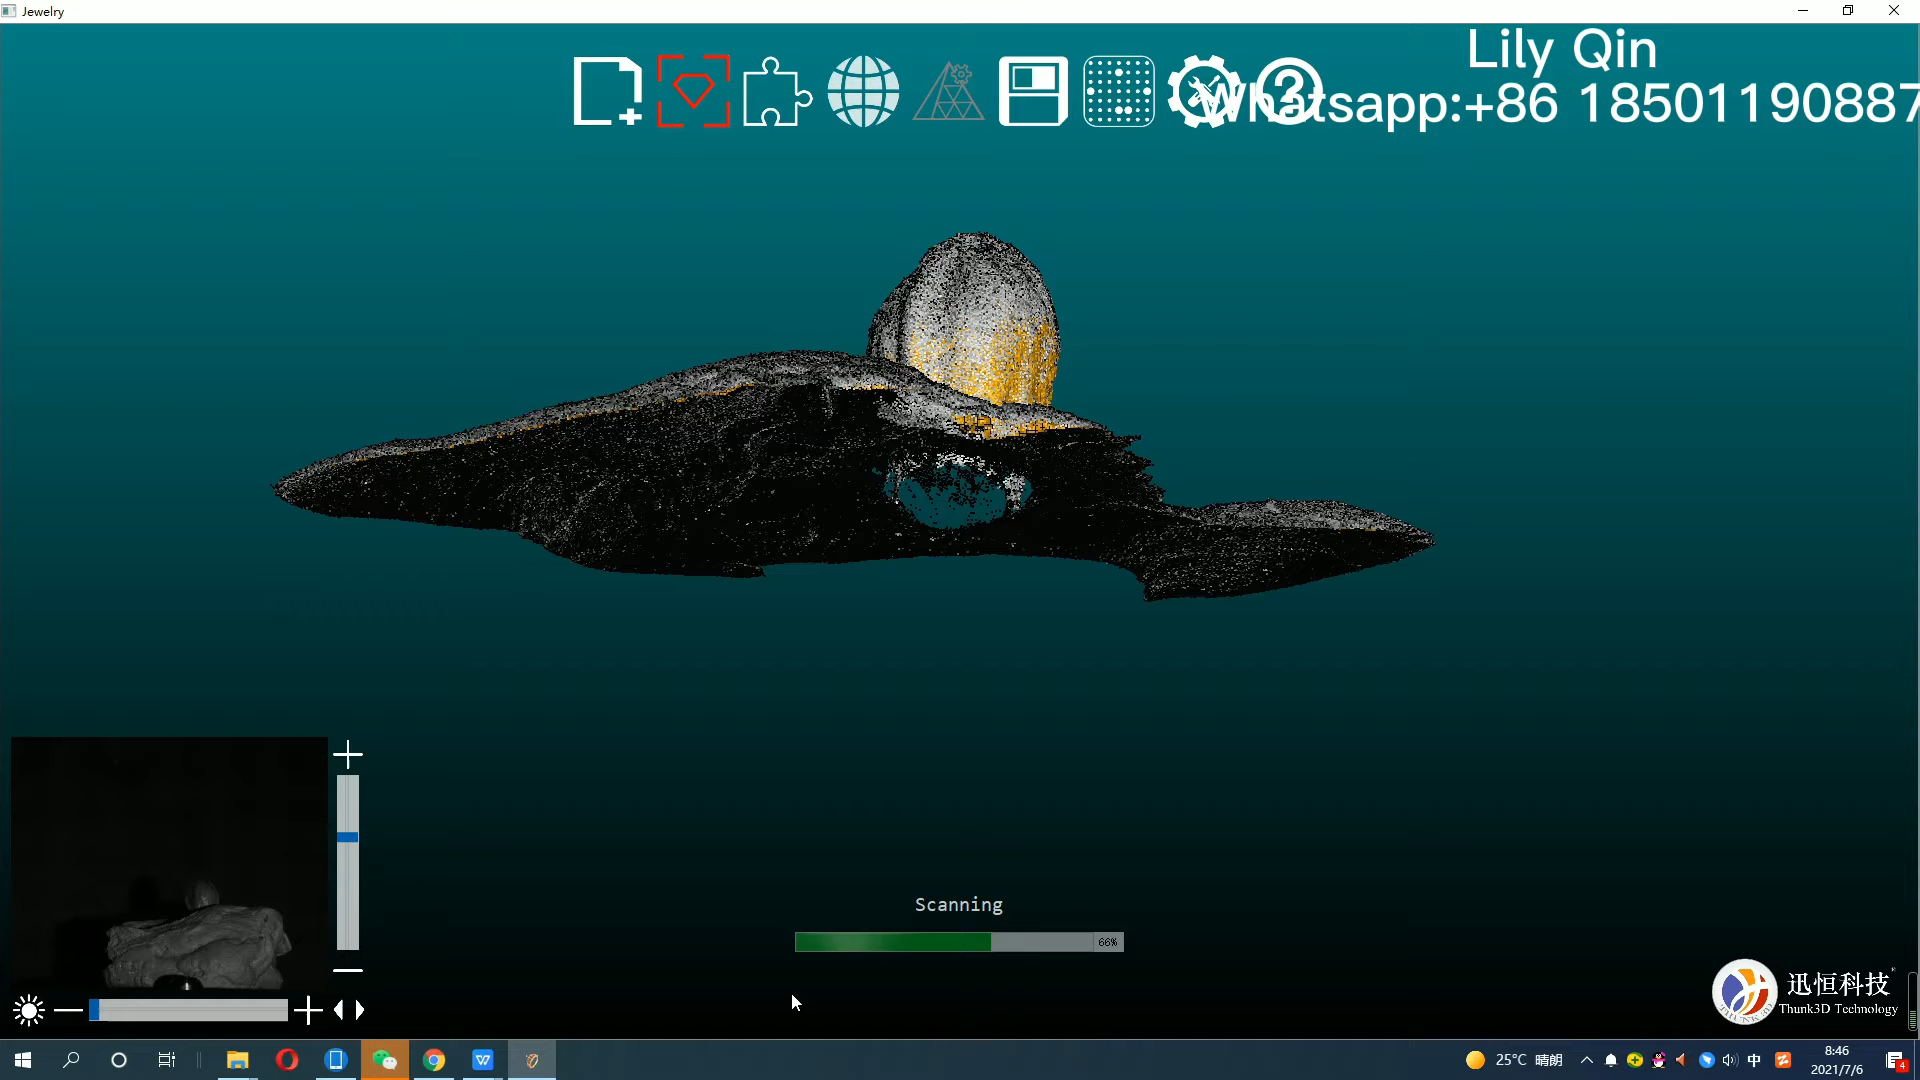 Jewelry
Lily Qin
Whatsapp:+86 18501190887
Scanning
66%
迅恒科技
Thunk3D Technology
25°C 晴朗
中
8:46
2021/7/6
4